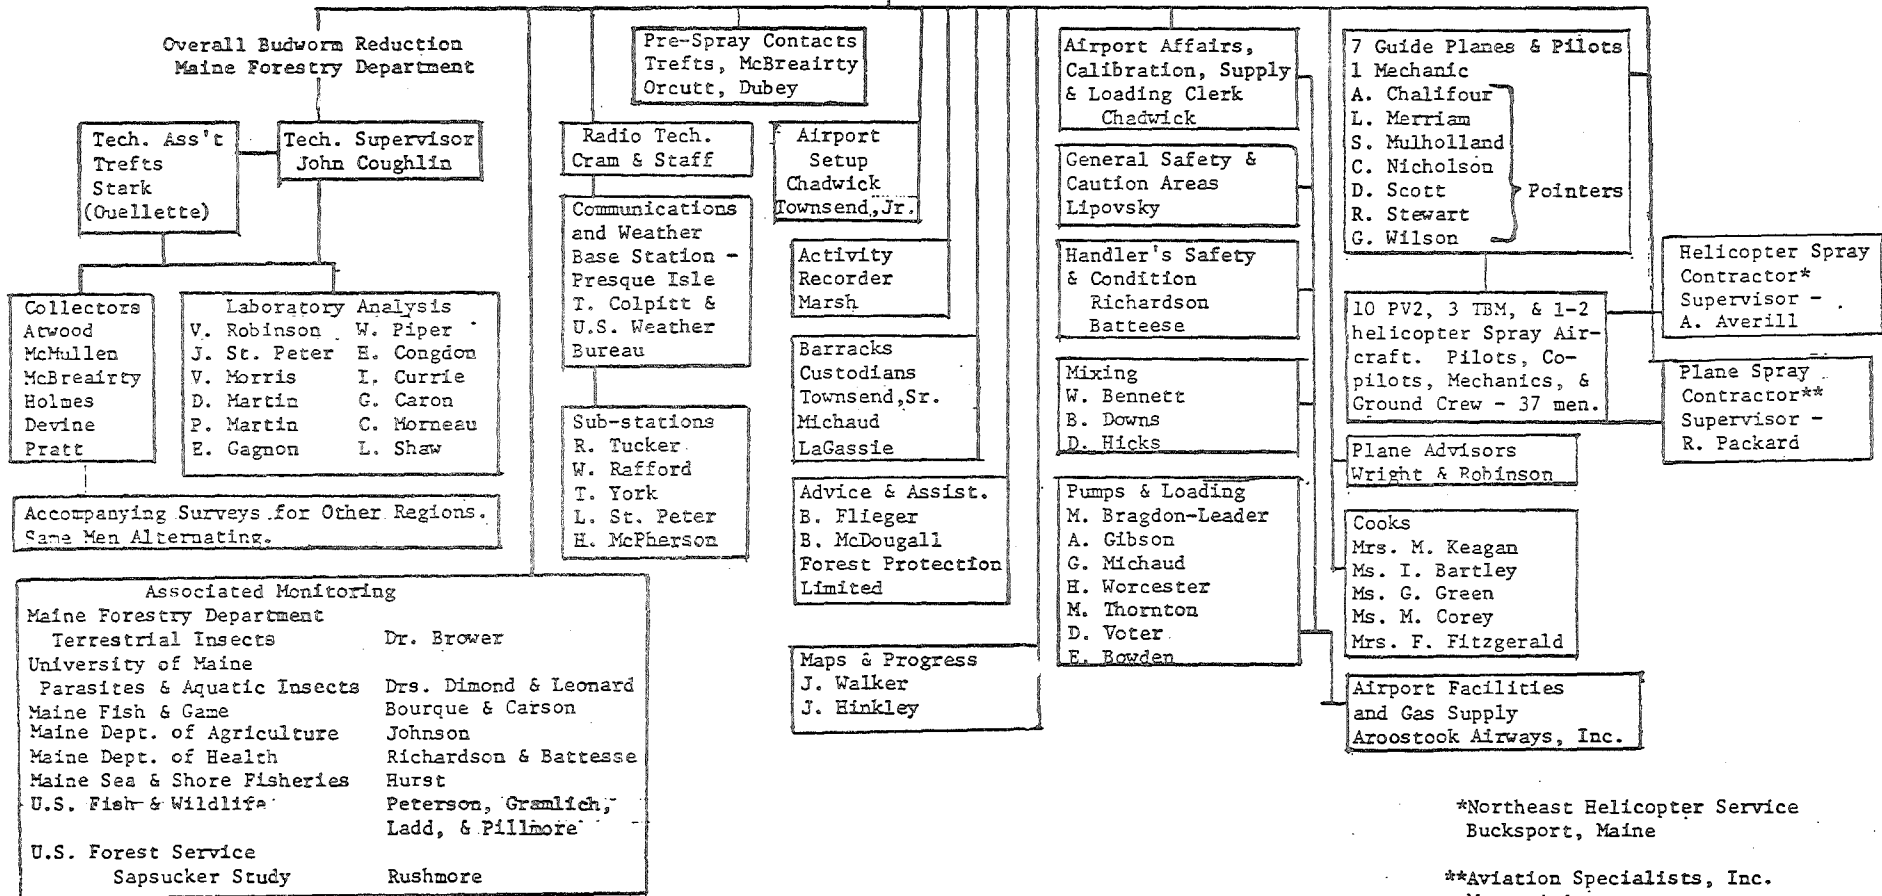 Overall Budworm Reduction
Maine Forestry Department
Tech. Ass't
Trefts
Stark
(Ouellette)
Tech. Supervisor
John Coughlin
Collectors
Atwood
McMullen
McBreairty
Holmes
Devine
Pratt
Laboratory Analysis
V. Robinson W. Piper
J. St. Peter H. Congdon
V. Morris I. Currie
D. Martin G. Caron
P. Martin C. Morneau
E. Gagnon L. Shaw
Accompanying Surveys for Other Regions.
Same Men Alternating.
Associated Monitoring
Maine Forestry Department
Terrestrial Insects Dr. Brower
University of Maine
Parasites & Aquatic Insects Drs. Dimond & Leonard
Maine Fish & Game Bourque & Carson
Maine Dept. of Agriculture Johnson
Maine Dept. of Health Richardson & Battesse
Maine Sea & Shore Fisheries Hurst
U.S. Fish & Wildlife Peterson, Gramlich,
Ladd, & Pillmore
U.S. Forest Service
Sapsucker Study Rushmore
Pre-Spray Contacts
Trefts, McBreairty
Orcutt, Dubey
Radio Tech.
Cram & Staff
Communications
and Weather
Base Station -
Presque Isle
T. Colpitt &
U.S. Weather
Bureau
Sub-stations
R. Tucker
W. Rafford
T. York
L. St. Peter
H. McPherson
Airport
Setup
Chadwick
Townsend,Jr.
Activity
Recorder
Marsh
Barracks
Custodians
Townsend,Sr.
Michaud
LaGassie
Advice & Assist.
B. Flieger
B. McDougall
Forest Protection
Limited
Maps & Progress
J. Walker
J. Hinkley
Airport Affairs,
Calibration, Supply
& Loading Clerk
Chadwick
General Safety &
Caution Areas
Lipovsky
Handler's Safety
& Condition
Richardson
Batteese
Mixing
W. Bennett
B. Downs
D. Hicks
Pumps & Loading
M. Bragdon-Leader
A. Gibson
G. Michaud
H. Worcester
M. Thornton
D. Voter
E. Bowden
7 Guide Planes & Pilots
1 Mechanic
A. Chalifour
L. Merriam
S. Mulholland
C. Nicholson
D. Scott Pointers
R. Stewart
G. Wilson
10 PV2, 3 TBM, & 1-2
helicopter Spray Air-
craft. Pilots, Co-
pilots, Mechanics, &
Ground Crew - 37 men.
Plane Advisors
Wright & Robinson
Cooks
Mrs. M. Keagan
Ms. I. Bartley
Ms. G. Green
Ms. M. Corey
Mrs. F. Fitzgerald
Airport Facilities
and Gas Supply
Aroostook Airways, Inc.
Helicopter Spray
Contractor*
Supervisor -
A. Averill
Plane Spray
Contractor**
Supervisor -
R. Packard
*Northeast Helicopter Service
Bucksport, Maine
**Aviation Specialists, Inc.